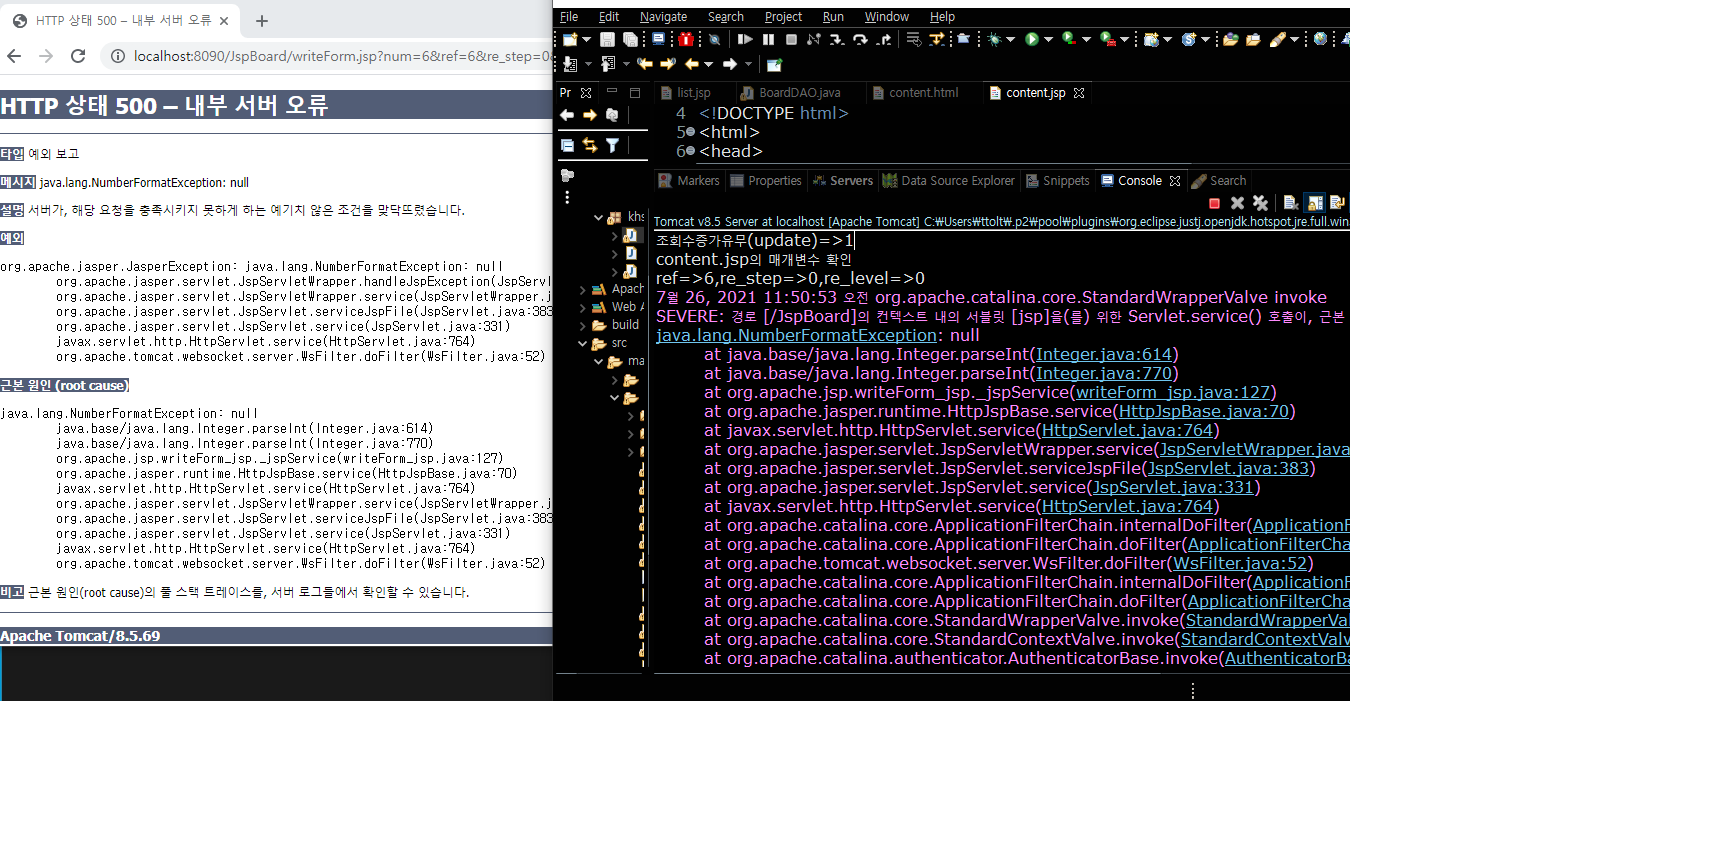 HTTP 상태 500 – 내부 서버 오류
localhost:8090/JspBoard/writeForm.jsp?num=6&ref=6&re_step=0&
HTTP 상태 500 – 내부 서버 오류
타입 예외 보고
메시지 java.lang.NumberFormatException: null
설명 서버가, 해당 요청을 충족시키지 못하게 하는 예기치 않은 조건을 맞닥뜨렸습니다.
예외
org.apache.jasper.JasperException: java.lang.NumberFormatException: null
org.apache.jasper.servlet.JspServletWrapper.handleJspException(JspServl
org.apache.jasper.servlet.JspServletWrapper.service(JspServletWrapper.j
org.apache.jasper.servlet.JspServlet.serviceJspFile(JspServlet.java:383
org.apache.jasper.servlet.JspServlet.service(JspServlet.java:331)
javax.servlet.http.HttpServlet.service(HttpServlet.java:764)
org.apache.tomcat.websocket.server.WsFilter.doFilter(WsFilter.java:52)
근본 원인 (root cause)
java.lang.NumberFormatException: null
java.base/java.lang.Integer.parseInt(Integer.java:614)
java.base/java.lang.Integer.parseInt(Integer.java:770)
org.apache.jsp.writeForm_jsp._jspService(writeForm_jsp.java:127)
org.apache.jasper.runtime.HttpJspBase.service(HttpJspBase.java:70)
javax.servlet.http.HttpServlet.service(HttpServlet.java:764)
org.apache.jasper.servlet.JspServletWrapper.service(JspServletWrapper.j
org.apache.jasper.servlet.JspServlet.serviceJspFile(JspServlet.java:383
org.apache.jasper.servlet.JspServlet.service(JspServlet.java:331)
javax.servlet.http.HttpServlet.service(HttpServlet.java:764)
org.apache.tomcat.websocket.server.WsFilter.doFilter(WsFilter.java:52)
비고 근본 원인(root cause)의 풀 스택 트레이스를, 서버 로그들에서 확인할 수 있습니다.
Apache Tomcat/8.5.69
File Edit Navigate Search Project Run Window Help
Pr
list.jsp BoardDAO.java content.html content.jsp
4 <!DOCTYPE html>
5 <html>
6 <head>
Markers Properties Servers Data Source Explorer Snippets Console Search
khs
Apach
Web A
build
src
ma
Tomcat v8.5 Server at localhost [Apache Tomcat] C:₩Users₩ttolt₩.p2₩pool₩plugins₩org.eclipse.justj.openjdk.hotspot.jre.full.win
조회수증가유무(update)=>1
content.jsp의 매개변수 확인
ref=>6,re_step=>0,re_level=>0
7월 26, 2021 11:50:53 오전 org.apache.catalina.core.StandardWrapperValve invoke
SEVERE: 경로 [/JspBoard]의 컨텍스트 내의 서블릿 [jsp]을(를) 위한 Servlet.service() 호출이, 근본
java.lang.NumberFormatException: null
at java.base/java.lang.Integer.parseInt(Integer.java:614)
at java.base/java.lang.Integer.parseInt(Integer.java:770)
at org.apache.jsp.writeForm_jsp._jspService(writeForm_jsp.java:127)
at org.apache.jasper.runtime.HttpJspBase.service(HttpJspBase.java:70)
at javax.servlet.http.HttpServlet.service(HttpServlet.java:764)
at org.apache.jasper.servlet.JspServletWrapper.service(JspServletWrapper.java
at org.apache.jasper.servlet.JspServlet.serviceJspFile(JspServlet.java:383)
at org.apache.jasper.servlet.JspServlet.service(JspServlet.java:331)
at javax.servlet.http.HttpServlet.service(HttpServlet.java:764)
at org.apache.catalina.core.ApplicationFilterChain.internalDoFilter(ApplicationF
at org.apache.catalina.core.ApplicationFilterChain.doFilter(ApplicationFilterCha
at org.apache.tomcat.websocket.server.WsFilter.doFilter(WsFilter.java:52)
at org.apache.catalina.core.ApplicationFilterChain.internalDoFilter(ApplicationF
at org.apache.catalina.core.ApplicationFilterChain.doFilter(ApplicationFilterCha
at org.apache.catalina.core.StandardWrapperValve.invoke(StandardWrapperVa
at org.apache.catalina.core.StandardContextValve.invoke(StandardContextValv
at org.apache.catalina.authenticator.AuthenticatorBase.invoke(AuthenticatorBa